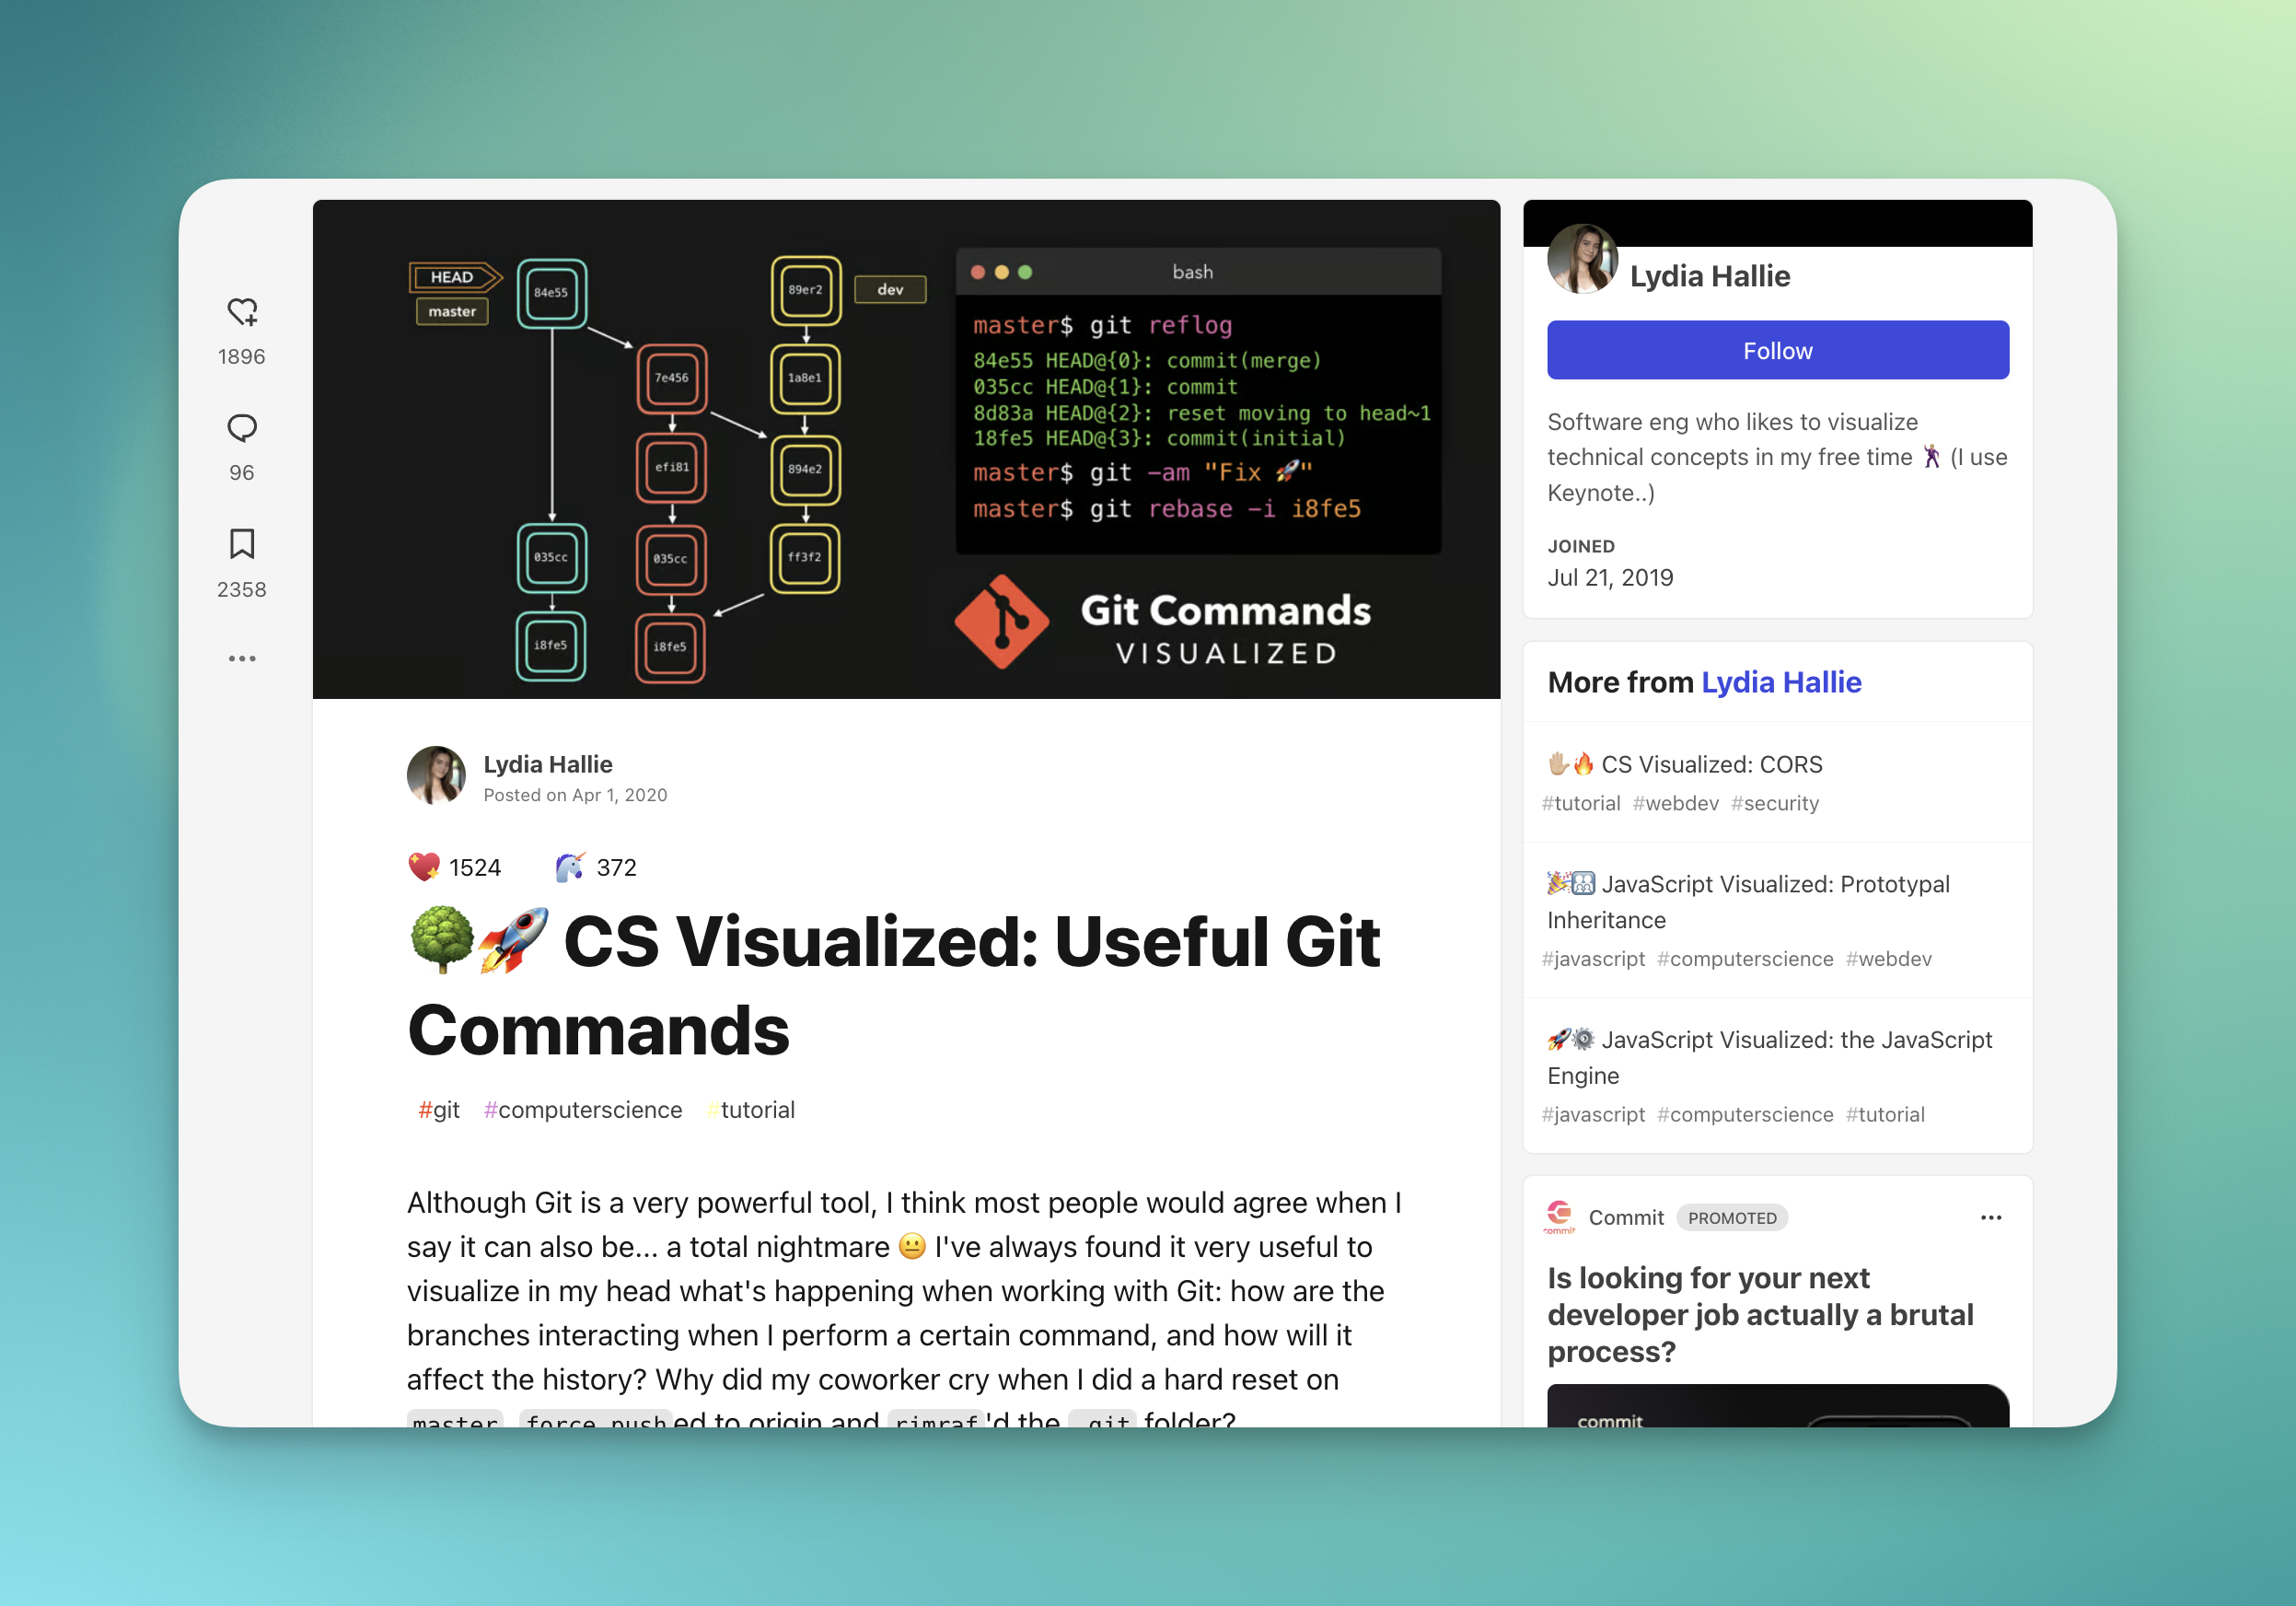 1896
96
2358
HEAD
master
84e55
7e456
efi81
035cc
i8fe5
035cc
i8fe5
89er2
dev
1a8e1
894e2
ff3f2
bash
master$ git reflog
84e55 HEAD@{0}: commit(merge)
035cc HEAD@{1}: commit
8d83a HEAD@{2}: reset moving to head~1
18fe5 HEAD@{3}: commit(initial)
master$ git -am "Fix 🚀"
master$ git rebase -i i8fe5
Git Commands
VISUALIZED
Lydia Hallie
Posted on Apr 1, 2020
💖 1524 🦄 372
🌳🚀 CS Visualized: Useful Git
Commands
#git #computerscience #tutorial
Although Git is a very powerful tool, I think most people would agree when I
say it can also be... a total nightmare 😐 I've always found it very useful to
visualize in my head what's happening when working with Git: how are the
branches interacting when I perform a certain command, and how will it
affect the history? Why did my coworker cry when I did a hard reset on
master, force pushed to origin and rimraf'd the .git folder?
Lydia Hallie
Follow
Software eng who likes to visualize
technical concepts in my free time 🕺🏽 (I use
Keynote..)
JOINED
Jul 21, 2019
More from Lydia Hallie
✋🏼🔥 CS Visualized: CORS
#tutorial #webdev #security
🎉👨‍👩‍👧‍👦 JavaScript Visualized: Prototypal
Inheritance
#javascript #computerscience #webdev
🚀⚙️ JavaScript Visualized: the JavaScript
Engine
#javascript #computerscience #tutorial
commit
Commit PROMOTED
Is looking for your next
developer job actually a brutal
process?
commit